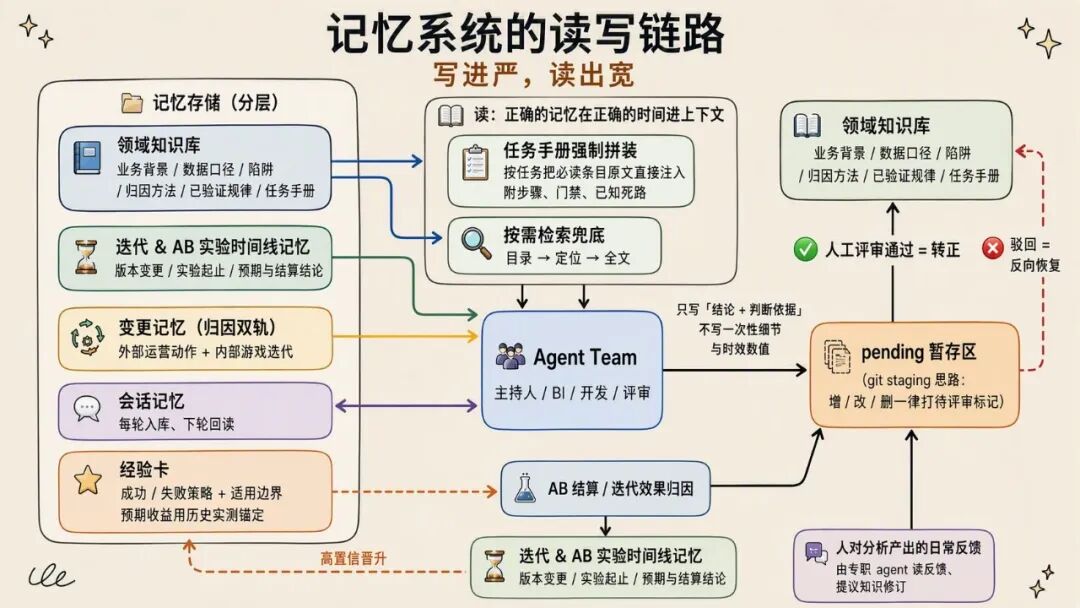 记忆系统的读写链路
写进严，读出宽
记忆存储（分层）
领域知识库
业务背景 / 数据口径 / 陷阱
/ 归因方法 / 已验证规律 / 任务手册
迭代 & AB 实验时间线记忆
版本变更 / 实验起止 / 预期与结算结论
变更记忆（归因双轨）
外部运营动作 + 内部游戏迭代
会话记忆
每轮入库、下轮回读
经验卡
成功 / 失败策略 + 适用边界
预期收益用历史实测锚定
读：正确的记忆在正确的时间进上下文
任务手册强制拼装
按任务把必读条目原文直接注入
附步骤、门禁、已知死路
按需检索兜底
目录 → 定位 → 全文
Agent Team
主持人 / BI / 开发 / 评审
只写「结论 + 判断依据」
不写一次性细节
与时效数值
领域知识库
业务背景 / 数据口径 / 陷阱
/ 归因方法 / 已验证规律 / 任务手册
人工评审通过 = 转正
驳回 =
反向恢复
pending 暂存区
（git staging 思路：
增 / 改 / 删一律打待评审标记）
AB 结算 / 迭代效果归因
高置信晋升
迭代 & AB 实验时间线记忆
版本变更 / 实验起止 / 预期与结算结论
人对分析产出的日常反馈
由专职 agent 读反馈、
提议知识修订